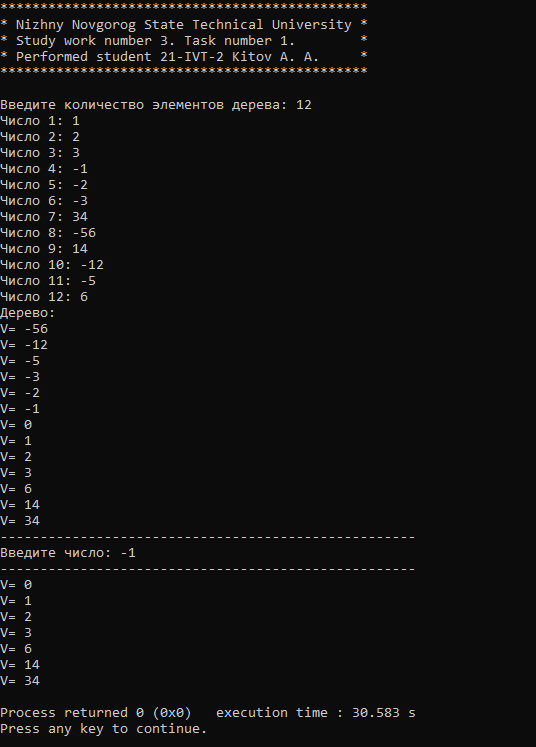 **********************************************
* Nizhny Novgorog State Technical University *
* Study work number 3. Task number 1.        *
* Performed student 21-IVT-2 Kitov A. A.     *
**********************************************
Введите количество элементов дерева: 12
Число 1: 1
Число 2: 2
Число 3: 3
Число 4: -1
Число 5: -2
Число 6: -3
Число 7: 34
Число 8: -56
Число 9: 14
Число 10: -12
Число 11: -5
Число 12: 6
Дерево:
V= -56
V= -12
V= -5
V= -3
V= -2
V= -1
V= 0
V= 1
V= 2
V= 3
V= 6
V= 14
V= 34
----------------------------------------------------
Введите число: -1
----------------------------------------------------
V= 0
V= 1
V= 2
V= 3
V= 6
V= 14
V= 34
Process returned 0 (0x0)   execution time : 30.583 s
Press any key to continue.